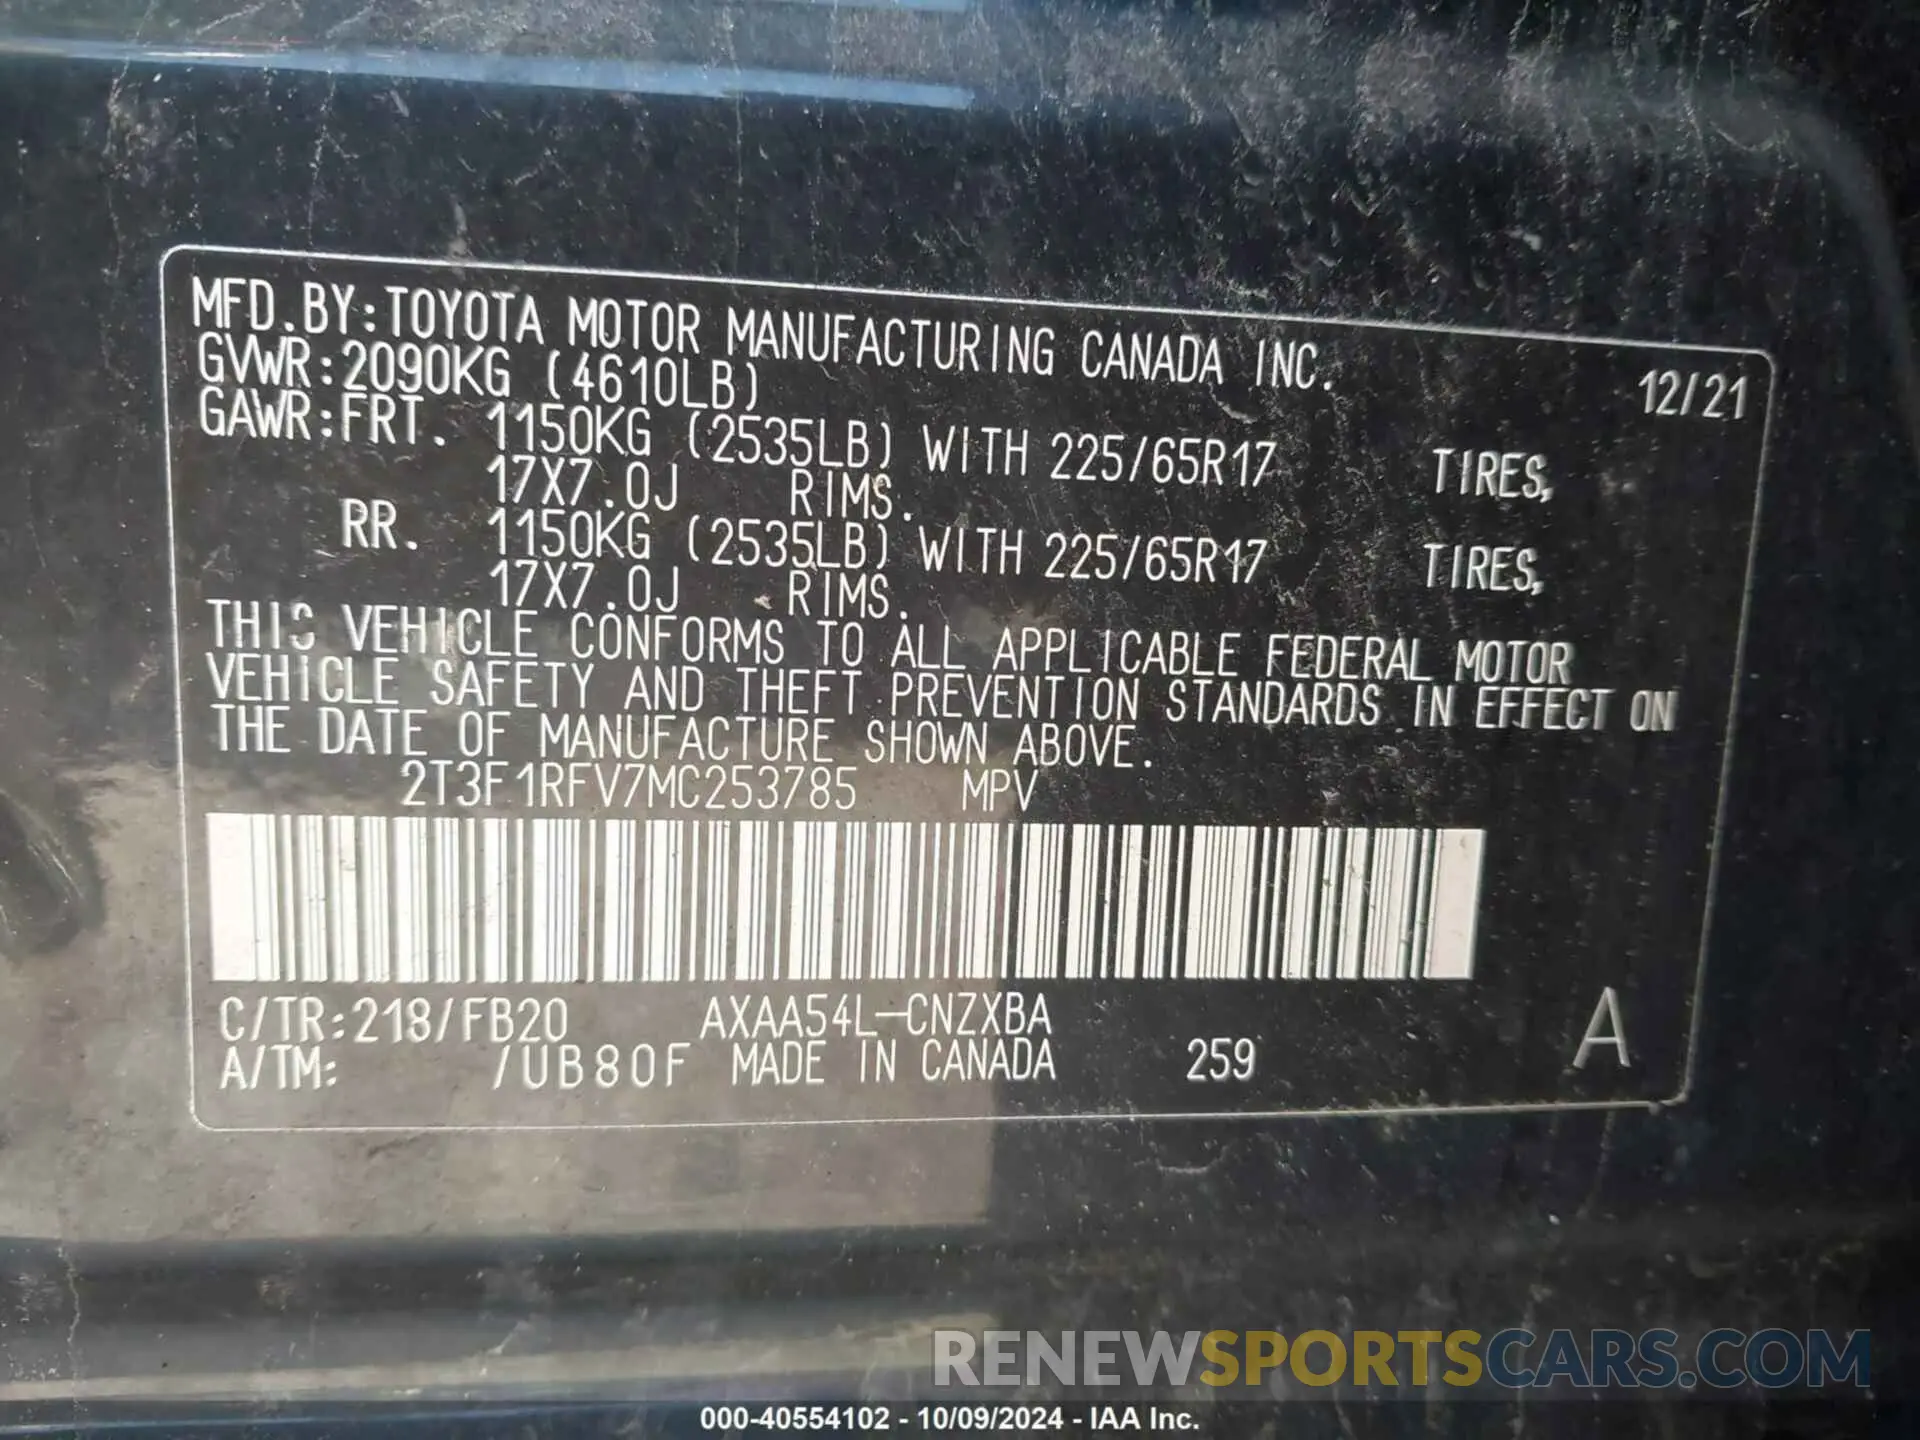 MFD.BY:TOYOTA MOTOR MANUFACTURING CANADA INC.
12/21
GVWR:2090KG (4610LB)
GAWR:FRT. 1150KG (2535LB) WITH 225/65R17 TIRES,
17X7.0J RIMS.
RR. 1150KG (2535LB) WITH 225/65R17 TIRES,
17X7.0J RIMS.
THIS VEHICLE CONFORMS TO ALL APPLICABLE FEDERAL MOTOR
VEHICLE SAFETY AND THEFT PREVENTION STANDARDS IN EFFECT ON
THE DATE OF MANUFACTURE SHOWN ABOVE.
2T3F1RFV7MC253785 MPV
C/TR:218/FB20 AXAA54L-CNZXBA
A/TM: /UB80F MADE IN CANADA 259 A
RENEWSPORTSCARS.COM
000-40554102 - 10/09/2024 - IAA Inc.